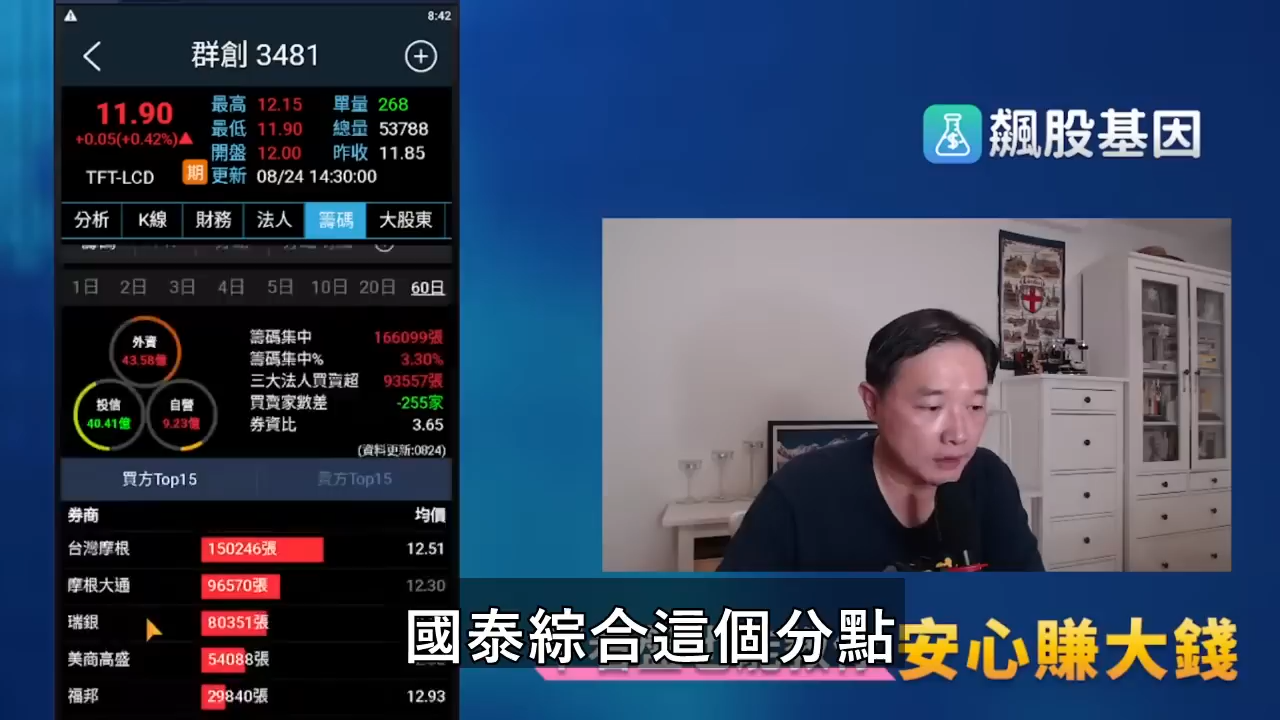 8:42
群創 3481
11.90
+0.05(+0.42%)▲
TFT-LCD
最高 12.15 單量 268
最低 11.90 總量 53788
開盤 12.00 昨收 11.85
期 更新 08/24 14:30:00
分析 K線 財務 法人 籌碼 大股東
1日 2日 3日 4日 5日 10日 20日 60日
外資
43.58億
投信
40.41億
自營
9.23億
籌碼集中 166099張
籌碼集中% 3.30%
三大法人買賣超 93557張
買賣家數差 -255家
券資比 3.65
(資料更新:0824)
買方Top15 賣方Top15
券商 均價
台灣摩根 150246張 12.51
摩根大通 96570張 12.30
瑞銀 80351張
美商高盛 54088張
福邦 29840張 12.93
飆股基因
國泰綜合這個分點
安心賺大錢